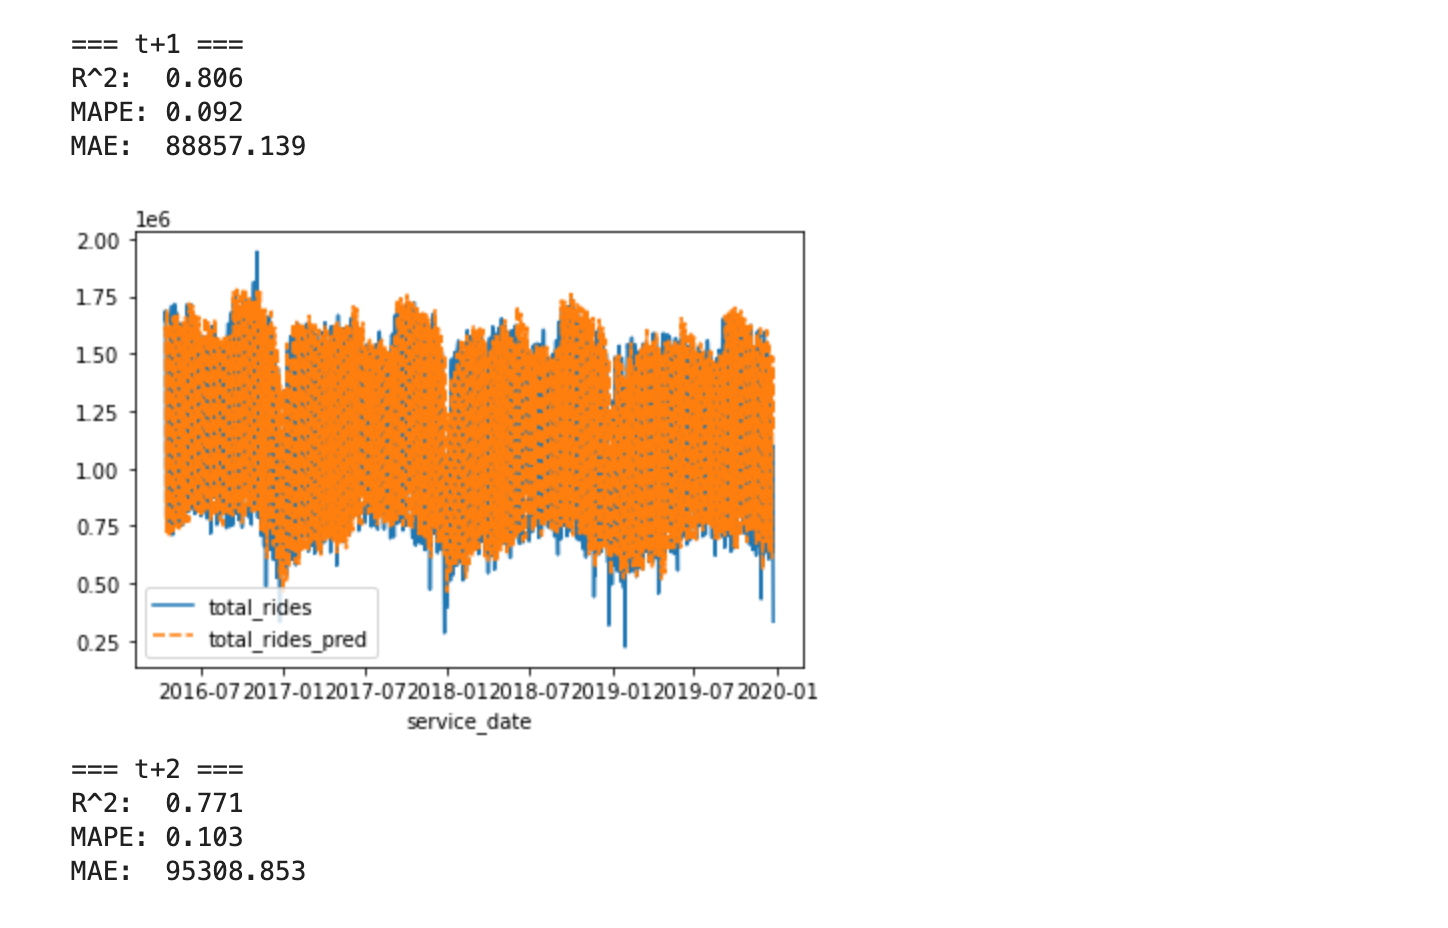 === t+1 ===
R^2:  0.806
MAPE: 0.092
MAE:  88857.139
1e6
2.00
1.75
1.50
1.25
1.00
0.75
0.50
0.25
total_rides
total_rides_pred
2016-07 2017-01 2017-07 2018-01 2018-07 2019-01 2019-07 2020-01
service_date
=== t+2 ===
R^2:  0.771
MAPE: 0.103
MAE:  95308.853